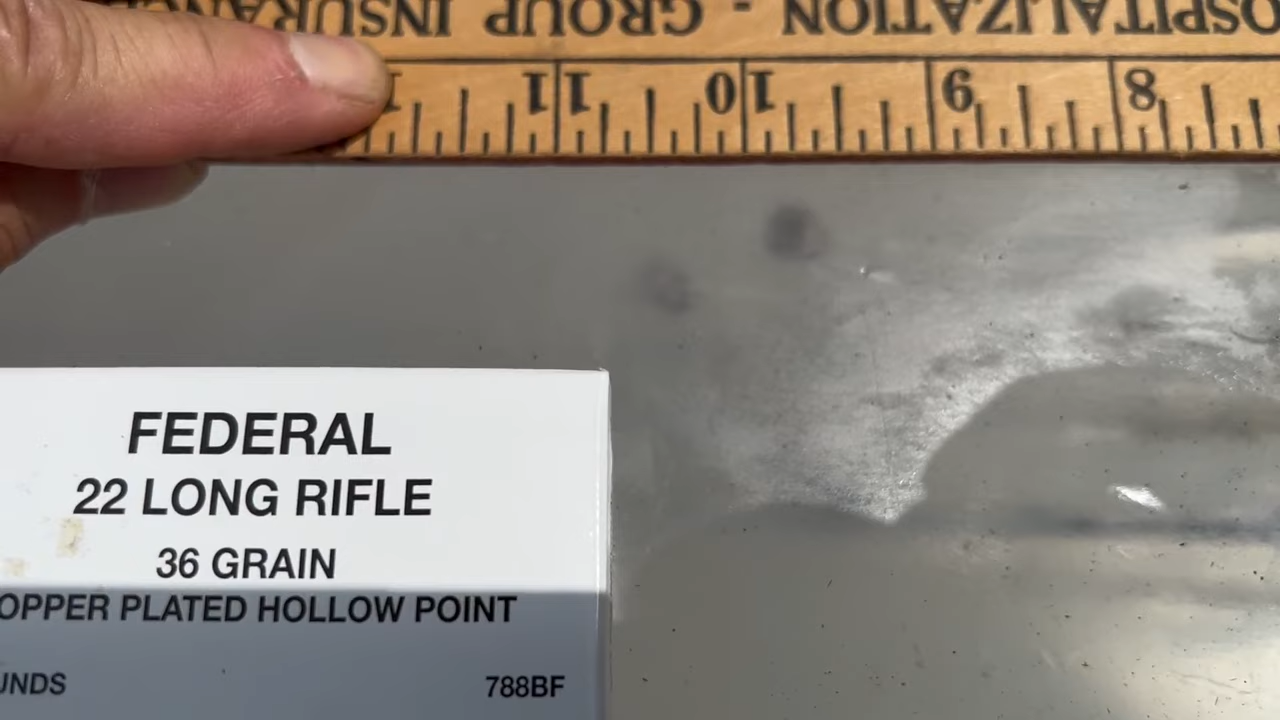 HOSPITALIZATION - GROUP INSURANCE
8 9 10 11 1
FEDERAL
22 LONG RIFLE
36 GRAIN
OPPER PLATED HOLLOW POINT
UNDS
788BF